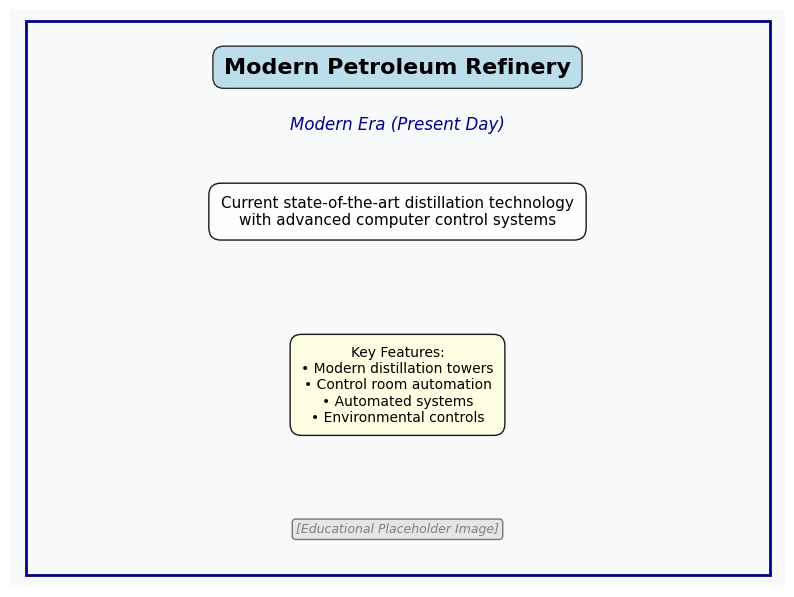 Modern Petroleum Refinery
Modern Era (Present Day)
Current state-of-the-art distillation technology
with advanced computer control systems
Key Features:
• Modern distillation towers
• Control room automation
• Automated systems
• Environmental controls
[Educational Placeholder Image]